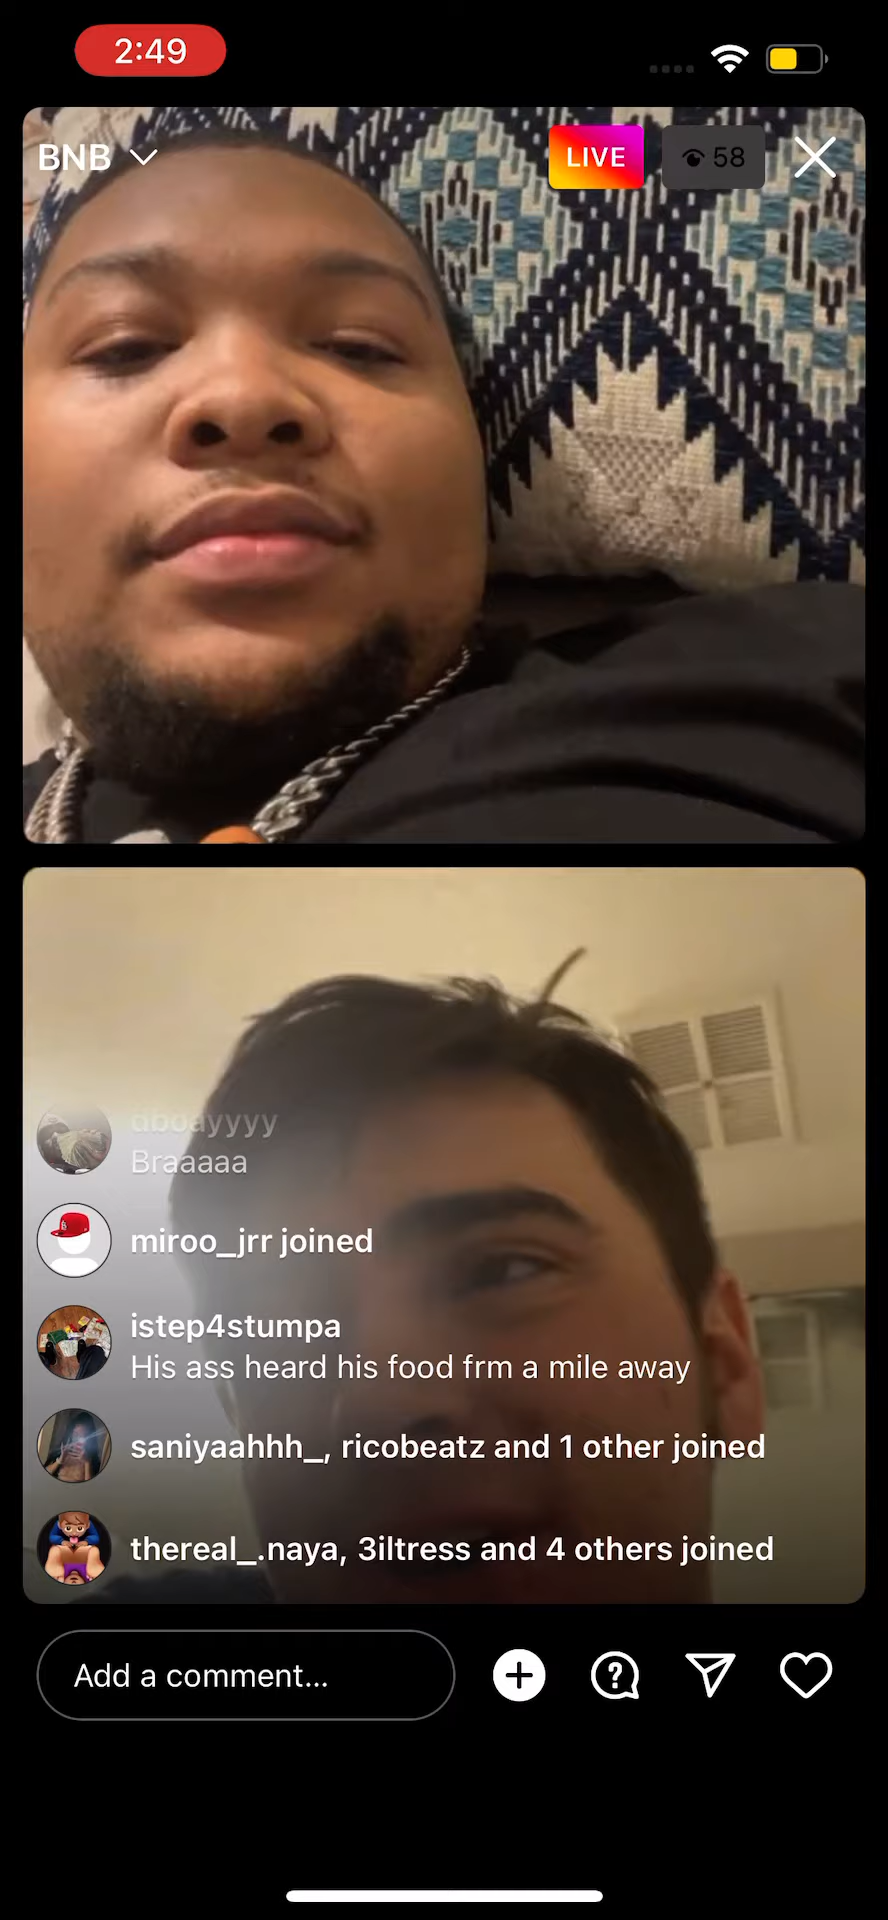 2:49
BNB
LIVE
58
dboayyyy
Braaaaa
miroo_jrr joined
istep4stumpa
His ass heard his food frm a mile away
saniyaahhh_, ricobeatz and 1 other joined
thereal_.naya, 3iltress and 4 others joined
Add a comment...